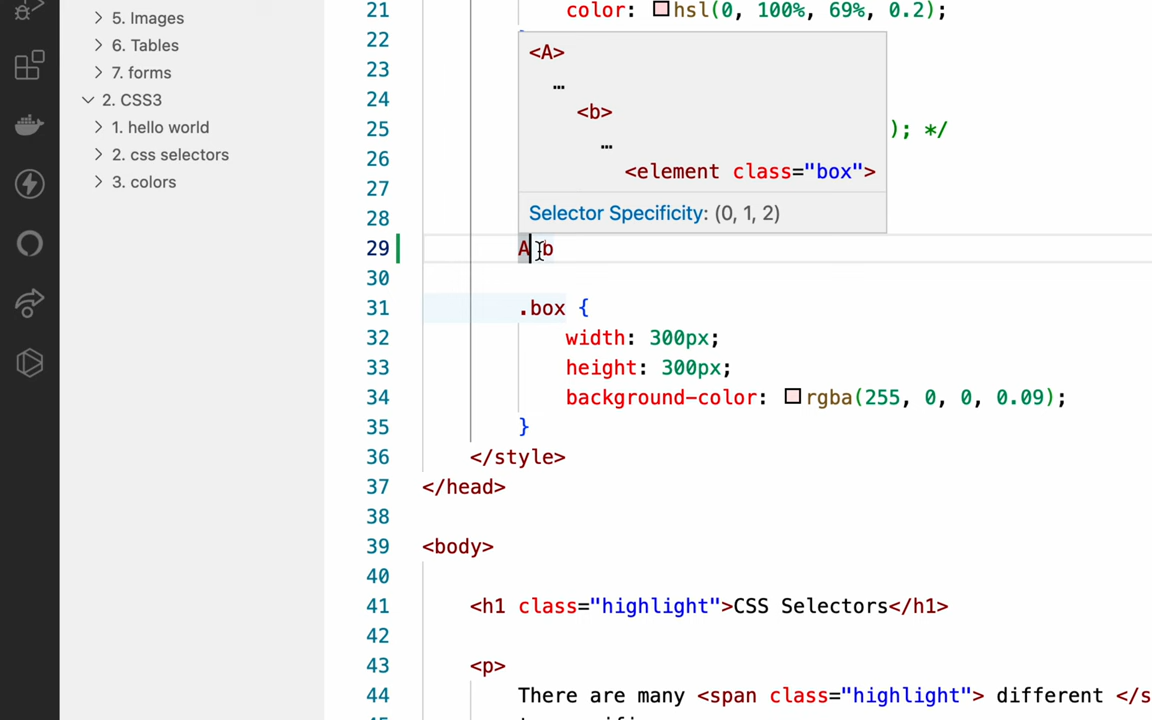 5. Images
6. Tables
7. forms
2. CSS3
1. hello world
2. css selectors
3. colors
21 color: hsl(0, 100%, 69%, 0.2);
22
23
24
25 ); */
26
27
28
<A>
…
<b>
…
<element class="box">
Selector Specificity: (0, 1, 2)
29 A b
30
31 .box {
32 width: 300px;
33 height: 300px;
34 background-color: rgba(255, 0, 0, 0.09);
35 }
36 </style>
37 </head>
38
39 <body>
40
41 <h1 class="highlight">CSS Selectors</h1>
42
43 <p>
44 There are many <span class="highlight"> different </s